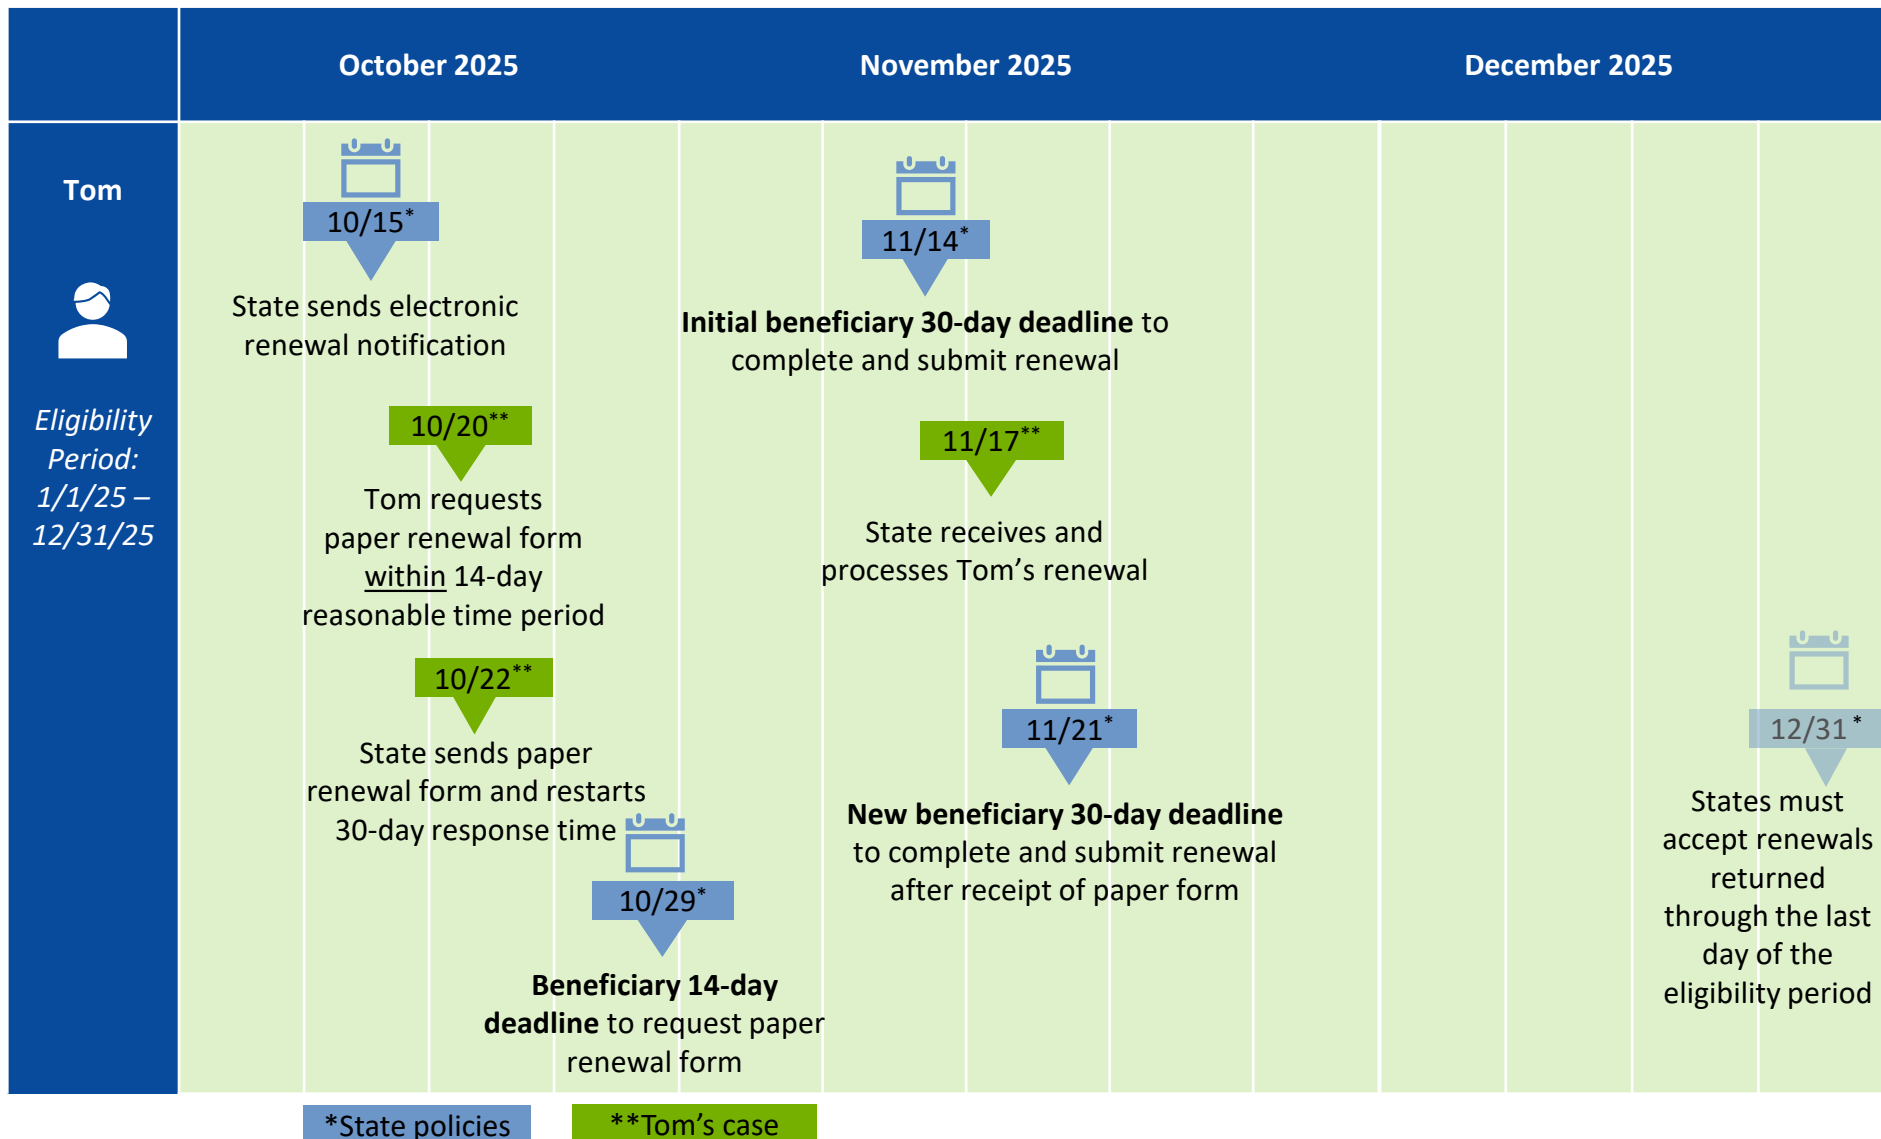 October 2025
November 2025
December 2025
Tom
Eligibility
Period:
1/1/25 –
12/31/25
10/15*
State sends electronic
renewal notification
10/20**
Tom requests
paper renewal form
within 14-day
reasonable time period
10/22**
State sends paper
renewal form and restarts
30-day response time
10/29*
Beneficiary 14-day
deadline to request paper
renewal form
11/14*
Initial beneficiary 30-day deadline to
complete and submit renewal
11/17**
State receives and
processes Tom’s renewal
11/21*
New beneficiary 30-day deadline
to complete and submit renewal
after receipt of paper form
12/31*
States must
accept renewals
returned
through the last
day of the
eligibility period
*State policies
**Tom’s case